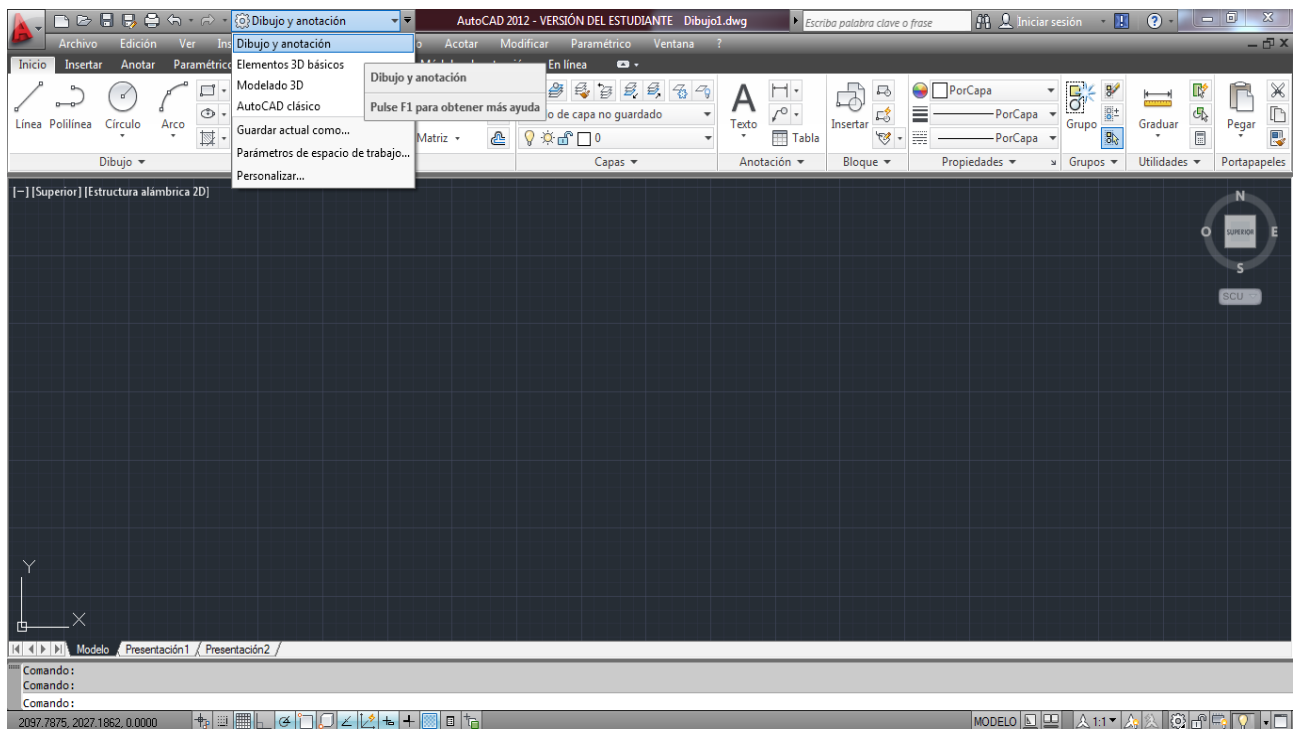 Dibujo y anotación
AutoCAD 2012 - VERSIÓN DEL ESTUDIANTE Dibujo1.dwg
Escriba palabra clave o frase
Iniciar sesión
Archivo Edición Ver Ins
Acotar Modificar Paramétrico Ventana ?
Inicio Insertar Anotar Paramétric
En línea
Dibujo y anotación
Elementos 3D básicos
Modelado 3D
AutoCAD clásico
Guardar actual como...
Parámetros de espacio de trabajo...
Personalizar...
Dibujo y anotación
Pulse F1 para obtener más ayuda
Línea Polilínea Círculo Arco
Matriz
o de capa no guardado
0
A
Texto
Tabla
Insertar
PorCapa
PorCapa
PorCapa
Grupo
Graduar
Pegar
Dibujo
Capas
Anotación
Bloque
Propiedades
Grupos
Utilidades
Portapapeles
[−] [Superior] [Estructura alámbrica 2D]
N
O SUPERIOR E
S
SCU
Y
X
Modelo Presentación1 Presentación2
Comando:
Comando:
Comando:
2097.7875, 2027.1862, 0.0000
MODELO
1:1